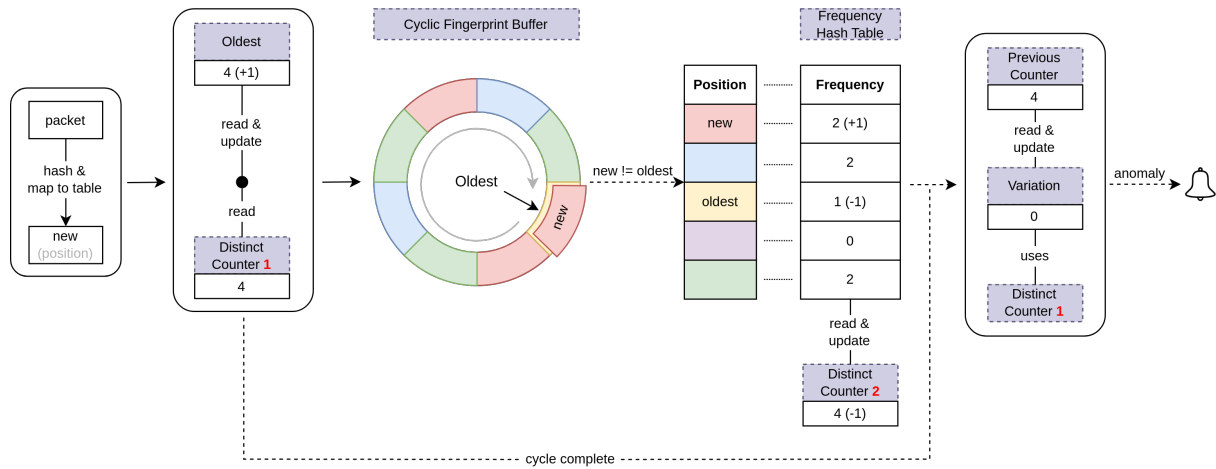 packet
hash &
map to table
new
(position)
Oldest
4 (+1)
read &
update
read
Distinct
Counter 1
4
Cyclic Fingerprint Buffer
Oldest
new
new != oldest
Frequency
Hash Table
Position
Frequency
new
2 (+1)
2
oldest
1 (-1)
0
2
read &
update
Distinct
Counter 2
4 (-1)
Previous
Counter
4
read &
update
Variation
0
uses
Distinct
Counter 1
anomaly
cycle complete